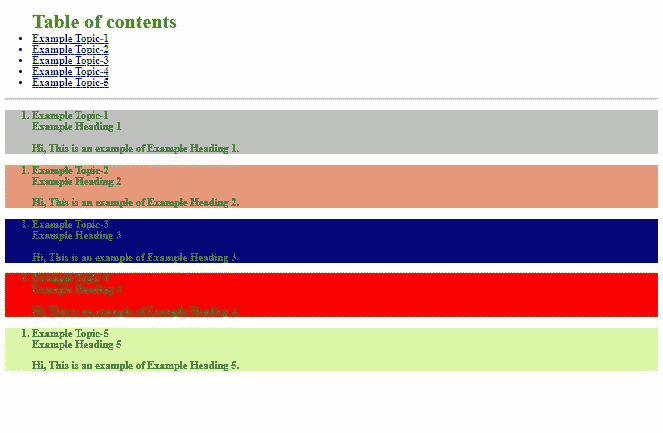 Table of contents
• Example Topic-1
• Example Topic-2
• Example Topic-3
• Example Topic-4
• Example Topic-5
1. Example Topic-1
Example Heading 1
Hi, This is an example of Example Heading 1.
1. Example Topic-2
Example Heading 2
Hi, This is an example of Example Heading 2.
1. Example Topic-3
Example Heading 3
Hi, This is an example of Example Heading 3.
1. Example Topic-4
Example Heading 4
Hi, This is an example of Example Heading 4.
1. Example Topic-5
Example Heading 5
Hi, This is an example of Example Heading 5.